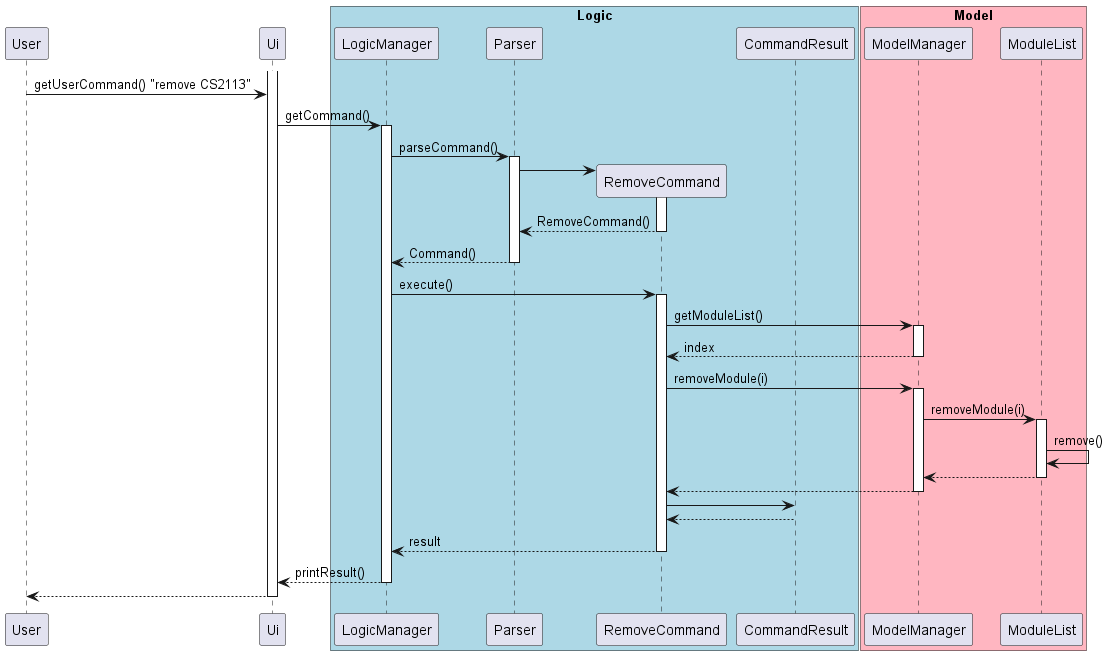 Logic
Model
User
Ui
LogicManager
Parser
CommandResult
ModelManager
ModuleList
getUserCommand() "remove CS2113"
getCommand()
parseCommand()
RemoveCommand
RemoveCommand()
Command()
execute()
getModuleList()
index
removeModule(i)
removeModule(i)
remove()
result
printResult()
User
Ui
LogicManager
Parser
RemoveCommand
CommandResult
ModelManager
ModuleList